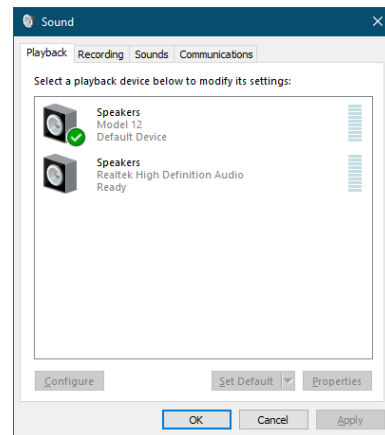 Sound
Playback Recording Sounds Communications
Select a playback device below to modify its settings:
Speakers
Model 12
Default Device
Speakers
Realtek High Definition Audio
Ready
Configure Set Default Properties
OK Cancel Apply